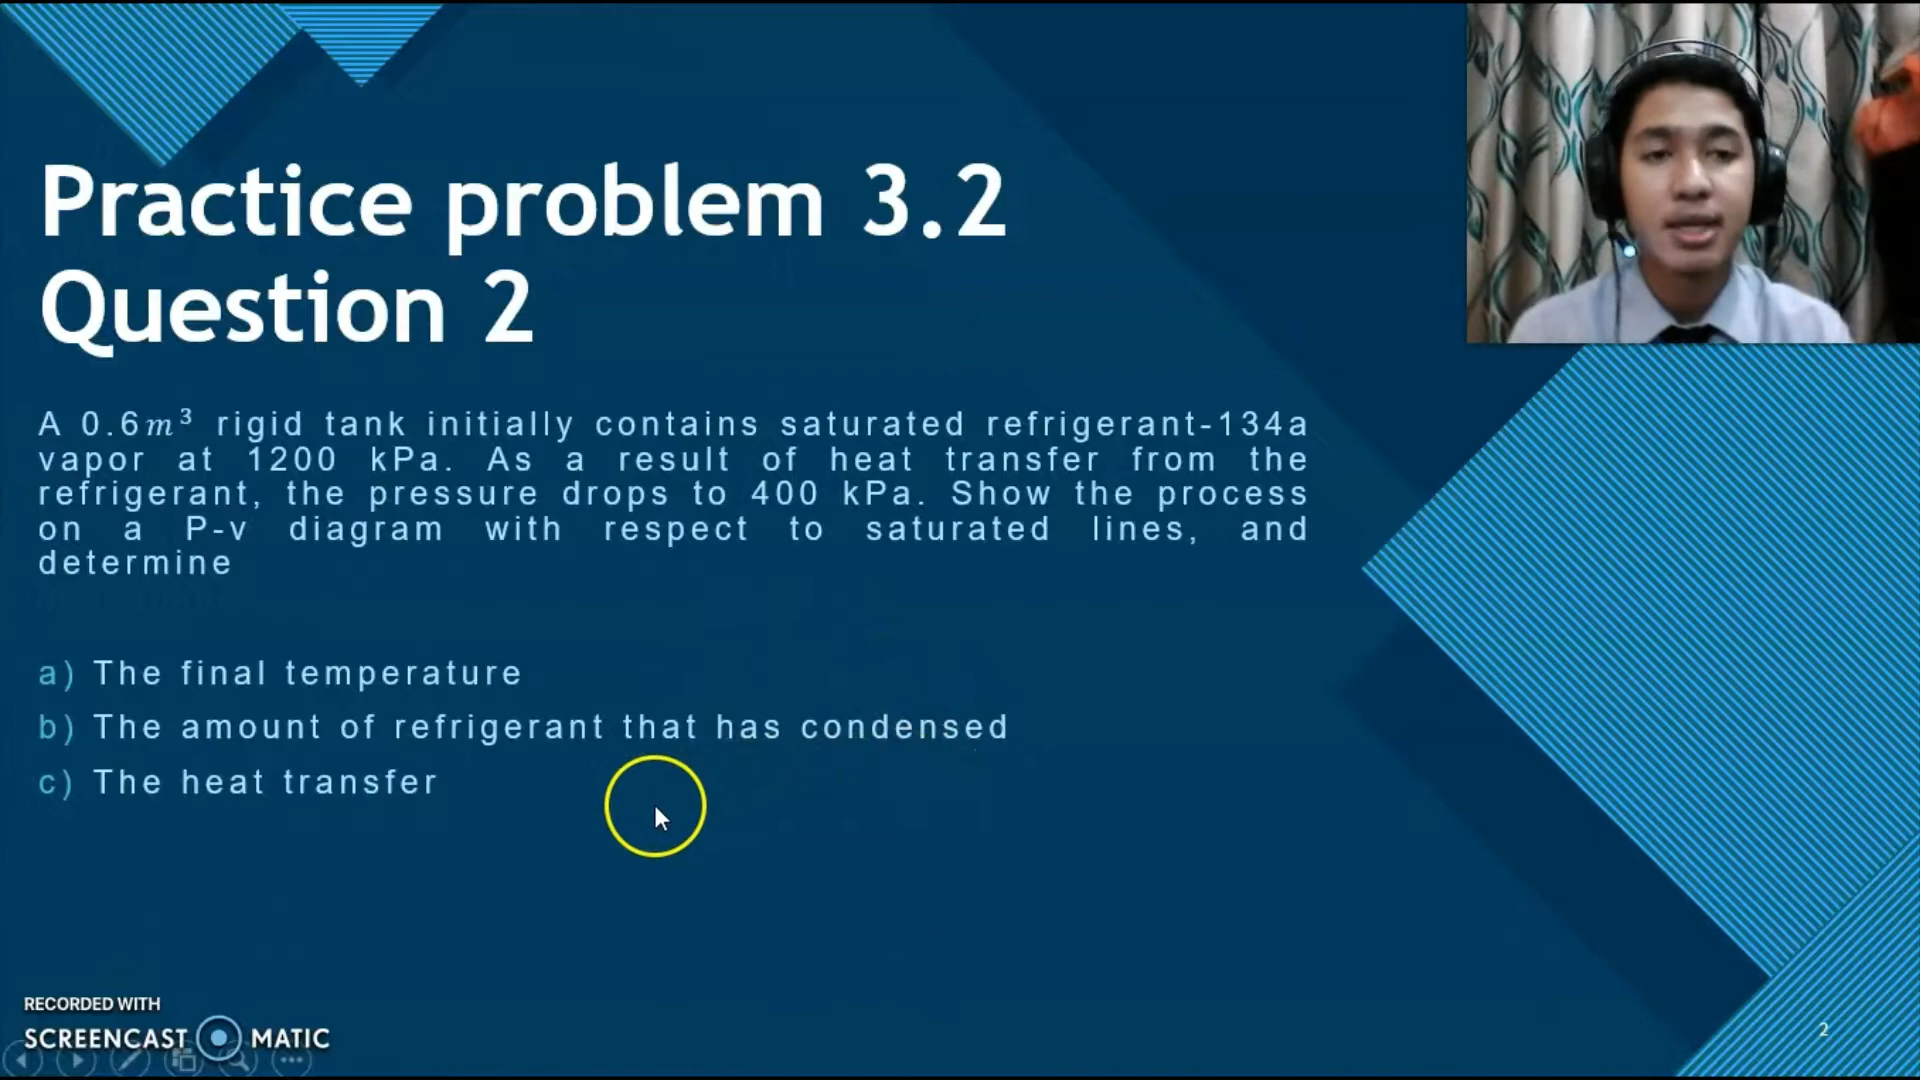 Practice problem 3.2
Question 2
A 0.6m³ rigid tank initially contains saturated refrigerant-134a
vapor at 1200 kPa. As a result of heat transfer from the
refrigerant, the pressure drops to 400 kPa. Show the process
on a P-v diagram with respect to saturated lines, and
determine
a) The final temperature
b) The amount of refrigerant that has condensed
c) The heat transfer
RECORDED WITH
SCREENCAST MATIC
2